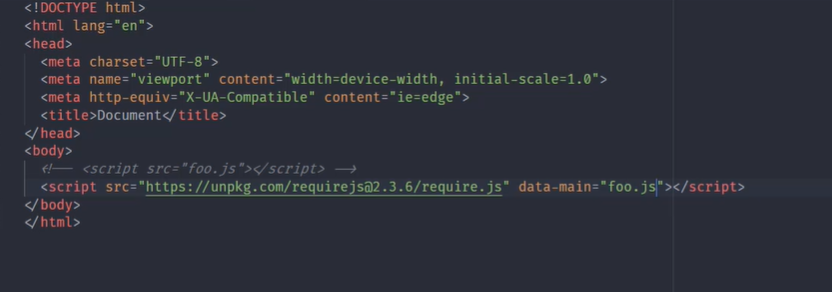 <!DOCTYPE html>
<html lang="en">
<head>
<meta charset="UTF-8">
<meta name="viewport" content="width=device-width, initial-scale=1.0">
<meta http-equiv="X-UA-Compatible" content="ie=edge">
<title>Document</title>
</head>
<body>
<!-- <script src="foo.js"></script> -->
<script src="https://unpkg.com/requirejs@2.3.6/require.js" data-main="foo.js"></script>
</body>
</html>